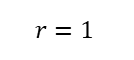 r = 1